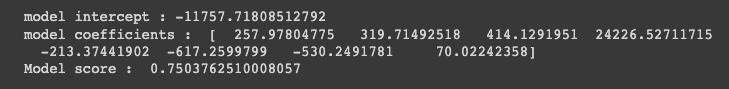 model intercept : -11757.71808512792
model coefficients : [ 257.97804775 319.71492518 414.1291951 24226.52711715
-213.37441902 -617.2599799 -530.2491781 70.02242358]
Model score : 0.7503762510008057